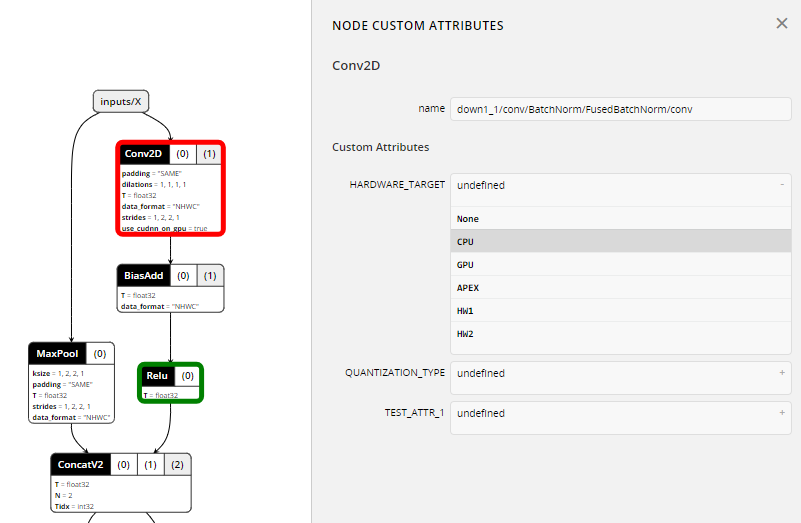 inputs/X
Conv2D (0) (1)
padding = "SAME"
dilations = 1, 1, 1, 1
T = float32
data_format = "NHWC"
strides = 1, 2, 2, 1
use_cudnn_on_gpu = true
BiasAdd (0) (1)
T = float32
data_format = "NHWC"
MaxPool (0)
ksize = 1, 2, 2, 1
padding = "SAME"
T = float32
strides = 1, 2, 2, 1
data_format = "NHWC"
Relu (0)
T = float32
ConcatV2 (0) (1) (2)
T = float32
N = 2
Tidx = int32
NODE CUSTOM ATTRIBUTES ×
Conv2D
name down1_1/conv/BatchNorm/FusedBatchNorm/conv
Custom Attributes
HARDWARE_TARGET undefined -
None
CPU
GPU
APEX
HW1
HW2
QUANTIZATION_TYPE undefined +
TEST_ATTR_1 undefined +